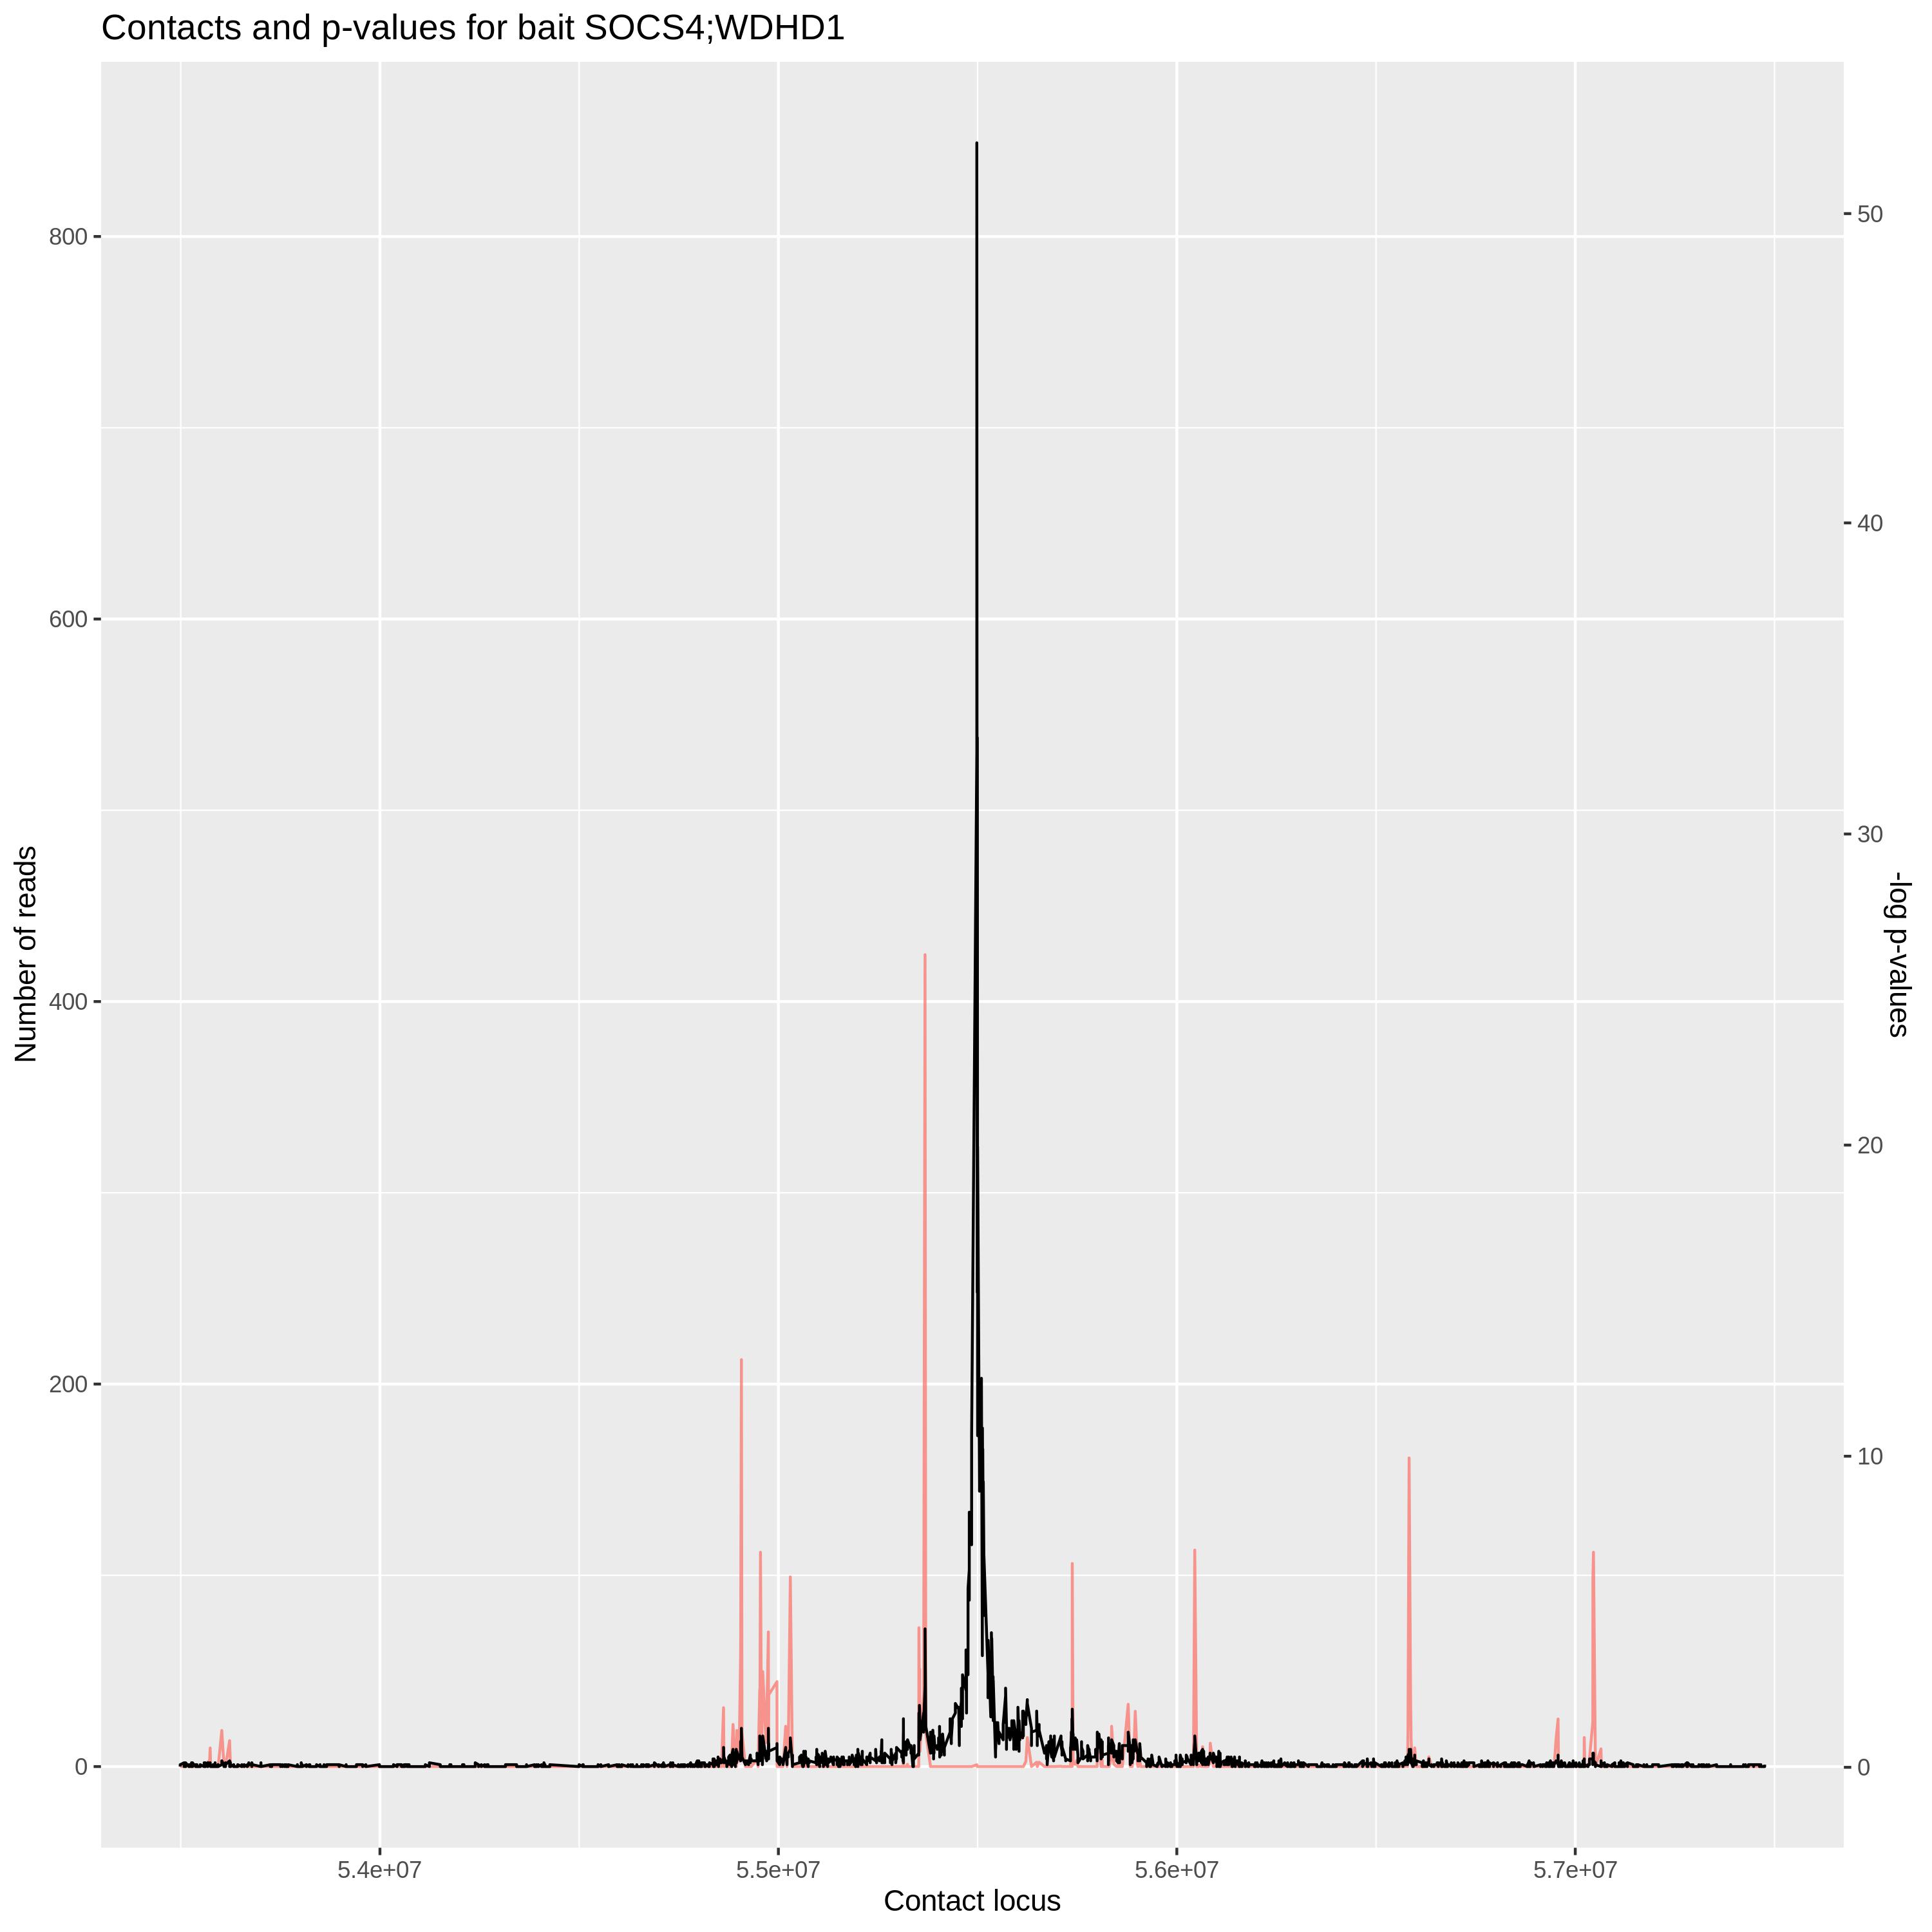 Contacts and p-values for bait SOCS4;WDHD1
800
600
400
200
0
Number of reads
50
40
30
20
10
0
-log p-values
5.4e+07
5.5e+07
5.6e+07
5.7e+07
Contact locus